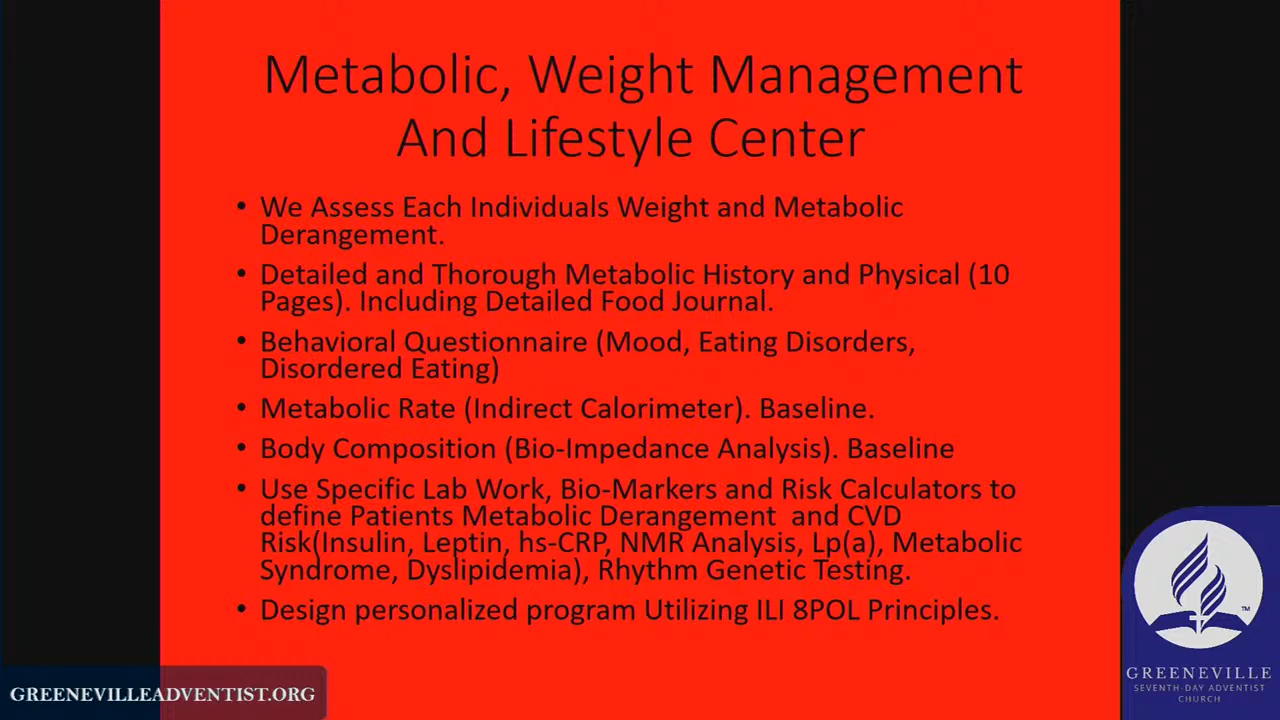 Metabolic, Weight Management
And Lifestyle Center
• We Assess Each Individuals Weight and Metabolic
Derangement.
• Detailed and Thorough Metabolic History and Physical (10
Pages). Including Detailed Food Journal.
• Behavioral Questionnaire (Mood, Eating Disorders,
Disordered Eating)
• Metabolic Rate (Indirect Calorimeter). Baseline.
• Body Composition (Bio-Impedance Analysis). Baseline
• Use Specific Lab Work, Bio-Markers and Risk Calculators to
define Patients Metabolic Derangement  and CVD
Risk(Insulin, Leptin, hs-CRP, NMR Analysis, Lp(a), Metabolic
Syndrome, Dyslipidemia), Rhythm Genetic Testing.
• Design personalized program Utilizing ILI 8POL Principles.
GREENEVILLEADVENTIST.ORG
TM
GREENEVILLE
SEVENTH-DAY ADVENTIST
CHURCH